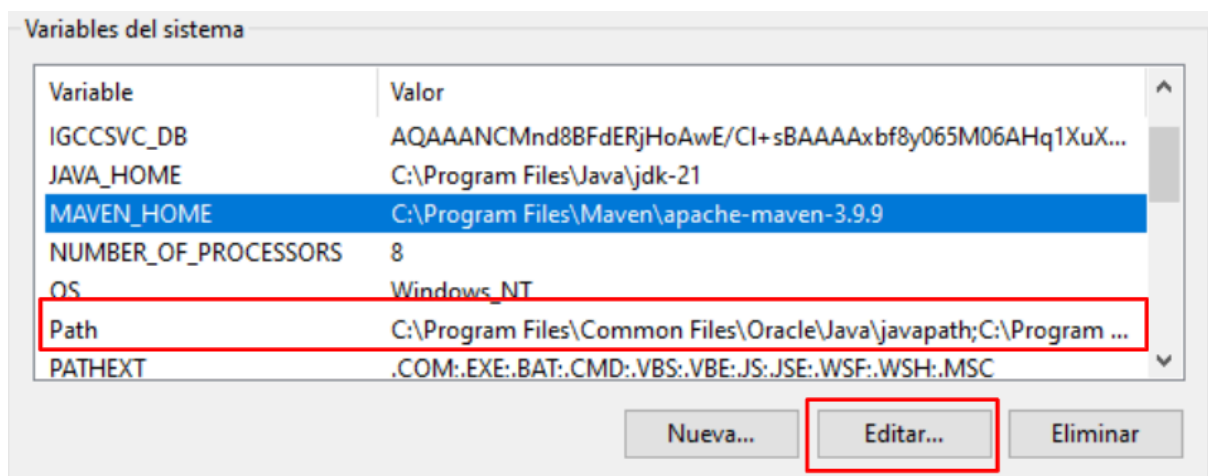 Variables del sistema
Variable Valor
IGCCSVC_DB AQAAANCMnd8BFdERjHoAwE/Cl+sBAAAAxbf8y065M06AHq1XuX...
JAVA_HOME C:\Program Files\Java\jdk-21
MAVEN_HOME C:\Program Files\Maven\apache-maven-3.9.9
NUMBER_OF_PROCESSORS 8
OS Windows_NT
Path C:\Program Files\Common Files\Oracle\Java\javapath;C:\Program ...
PATHEXT .COM;.EXE;.BAT;.CMD;.VBS;.VBE;.JS;.JSE;.WSF;.WSH;.MSC
Nueva... Editar... Eliminar